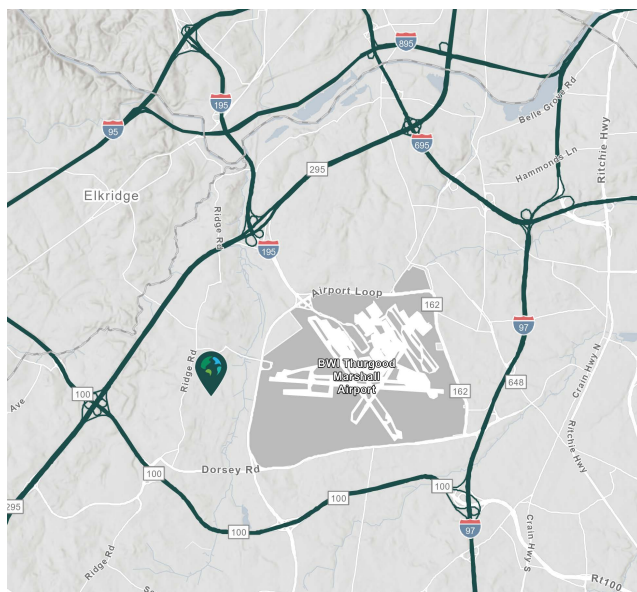 895
195
95
Belle Grove Rd
Ritchie Hwy
695
Hammonds Ln
295
Elkridge
Ridge Rd
195
Airport Loop
162
97
BWI Thurgood
Marshall
Airport
Ridge Rd
Crain Hwy N
162
648
100
Ave
Ritchie Hwy
Dorsey Rd
100
100
100
295
100
97
Crain Hwy S
Ridge Rd
Rt100